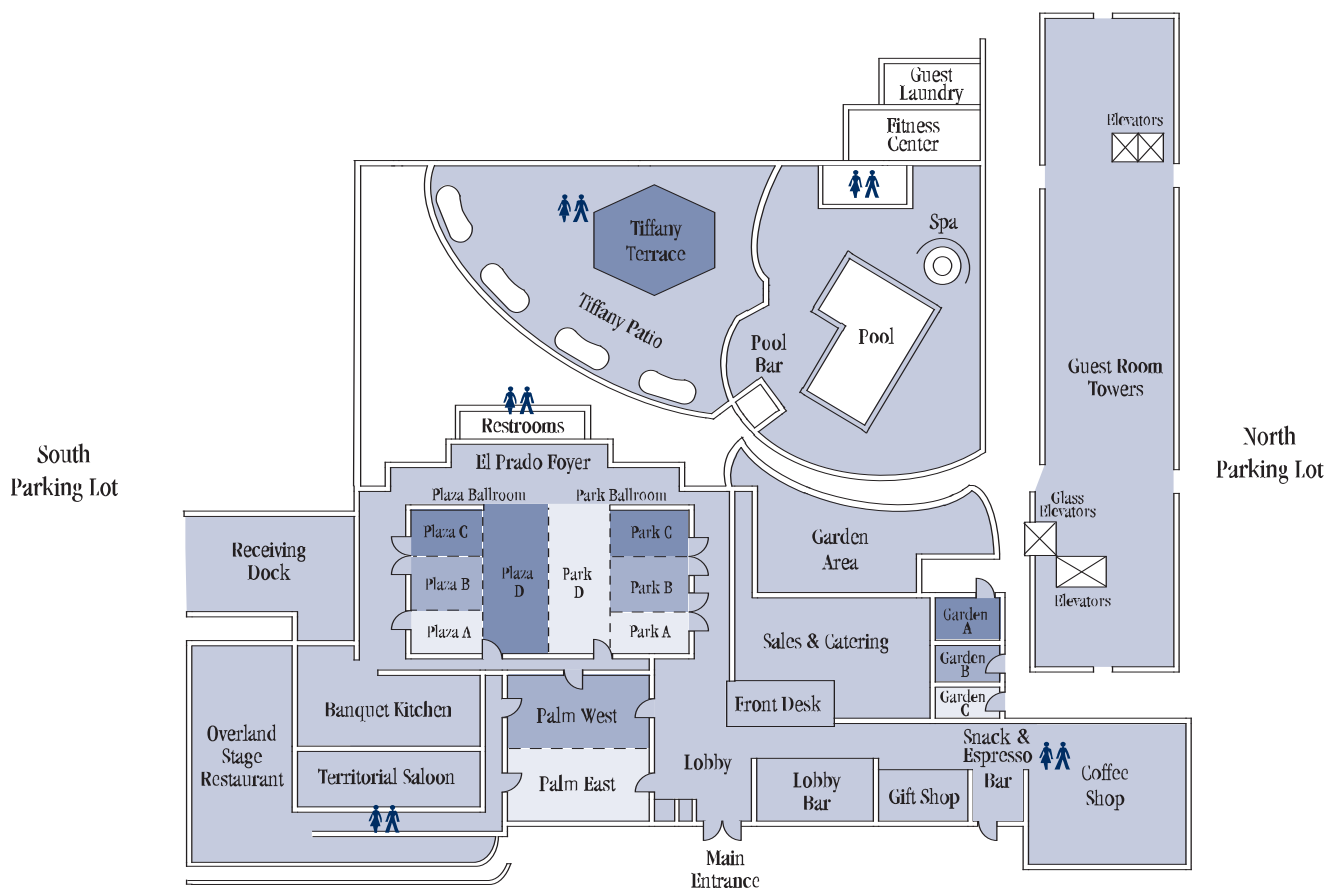 Guest
Laundry
Fitness
Center
Elevators
Tiffany
Terrace
Spa
Tiffany Patio
Pool
Pool
Bar
Guest Room
Towers
Restrooms
South
Parking Lot
North
Parking Lot
El Prado Foyer
Plaza Ballroom
Park Ballroom
Glass
Elevators
Plaza C
Park C
Receiving
Dock
Garden
Area
Plaza B
Plaza
D
Park
D
Park B
Elevators
Plaza A
Park A
Sales & Catering
Garden
A
Garden
B
Garden
C
Front Desk
Banquet Kitchen
Palm West
Overland
Stage
Restaurant
Territorial Saloon
Palm East
Lobby
Lobby
Bar
Gift Shop
Snack &
Espresso
Bar
Coffee
Shop
Main
Entrance